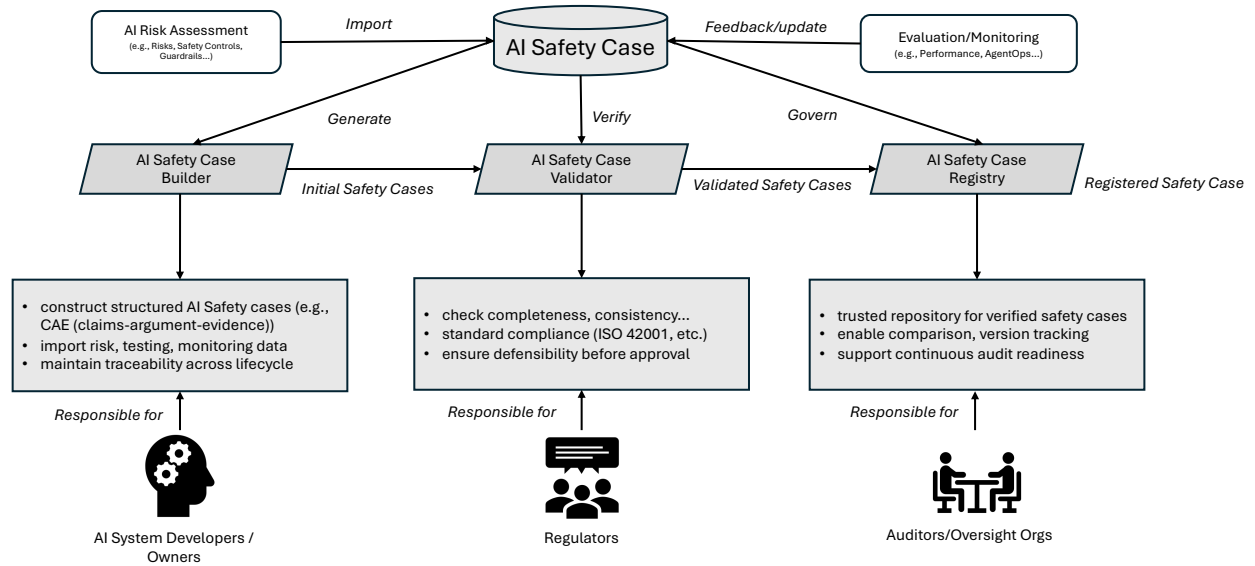 AI Risk Assessment
(e.g., Risks, Safety Controls,
Guardrails...)
Import
AI Safety Case
Feedback/update
Evaluation/Monitoring
(e.g., Performance, AgentOps...)
Generate
Verify
Govern
AI Safety Case
Builder
Initial Safety Cases
AI Safety Case
Validator
Validated Safety Cases
AI Safety Case
Registry
Registered Safety Case
• construct structured AI Safety cases (e.g.,
CAE (claims-argument-evidence))
• import risk, testing, monitoring data
• maintain traceability across lifecycle
• check completeness, consistency...
• standard compliance (ISO 42001, etc.)
• ensure defensibility before approval
• trusted repository for verified safety cases
• enable comparison, version tracking
• support continuous audit readiness
Responsible for
Responsible for
Responsible for
AI System Developers /
Owners
Regulators
Auditors/Oversight Orgs